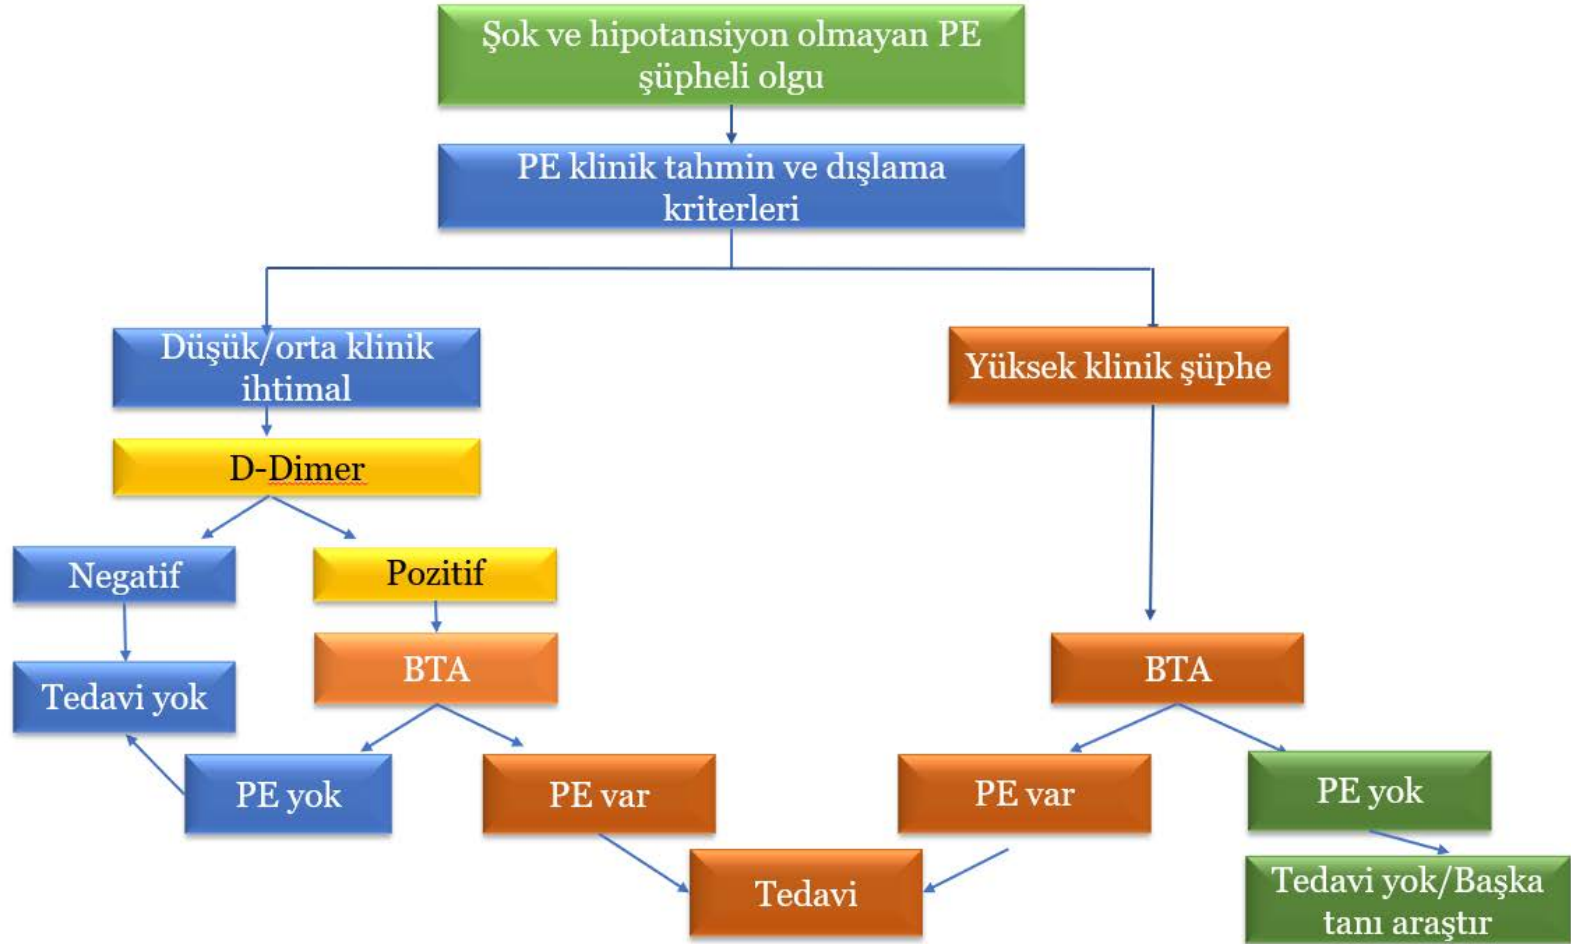 Şok ve hipotansiyon olmayan PE
şüpheli olgu
PE klinik tahmin ve dışlama
kriterleri
Düşük/orta klinik
ihtimal
Yüksek klinik şüphe
D-Dimer
Negatif
Pozitif
BTA
BTA
Tedavi yok
PE yok
PE var
PE var
PE yok
Tedavi
Tedavi yok/Başka
tanı araştır